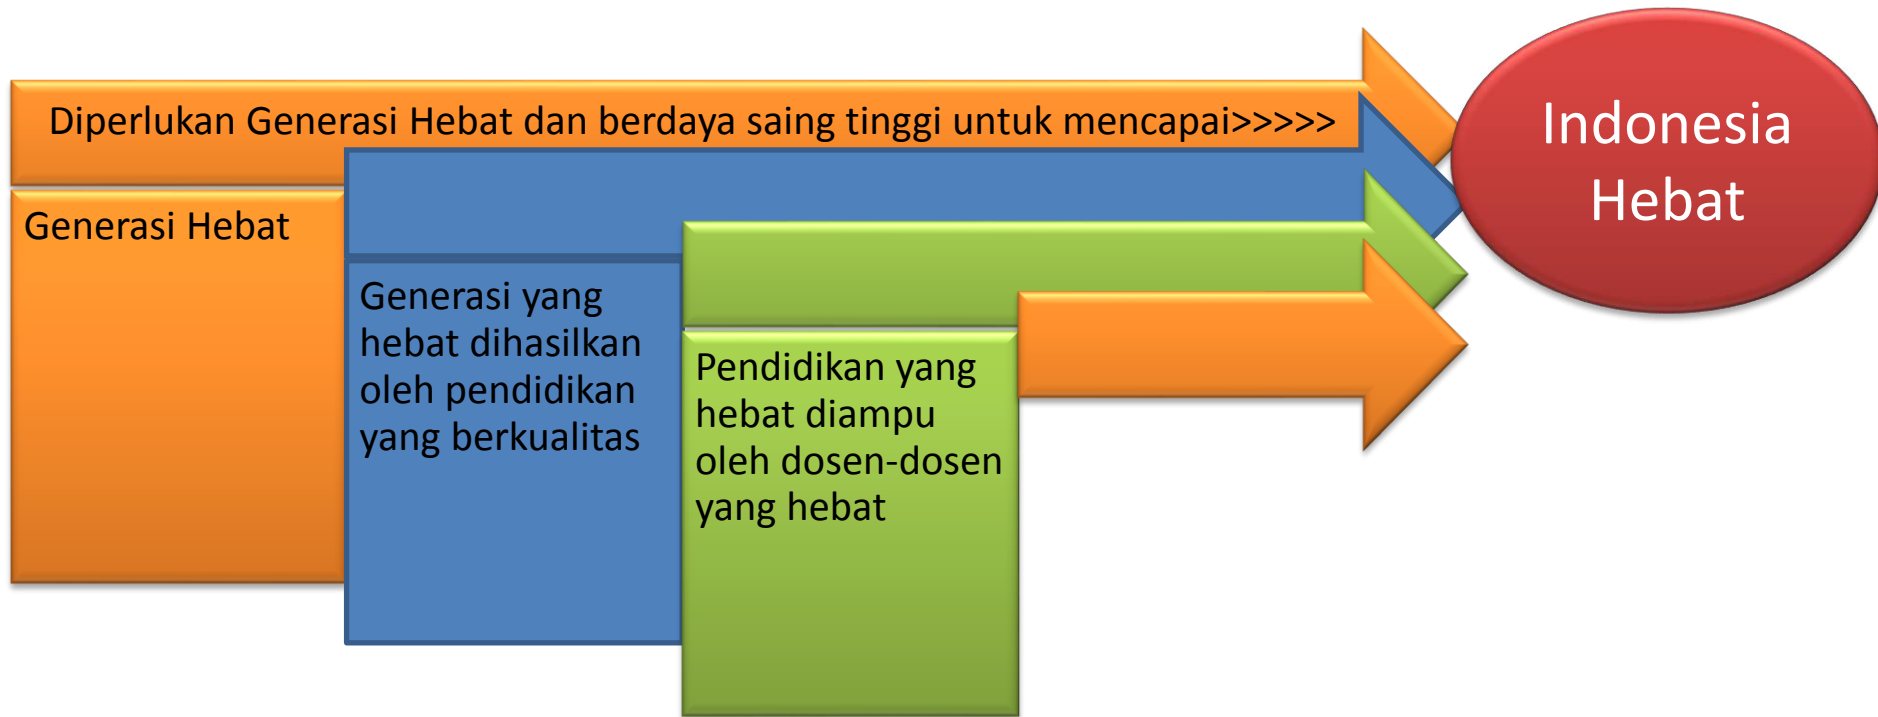 Diperlukan Generasi Hebat dan berdaya saing tinggi untuk mencapai>>>>>
Indonesia
Hebat
Generasi Hebat
Generasi yang
hebat dihasilkan
oleh pendidikan
yang berkualitas
Pendidikan yang
hebat diampu
oleh dosen-dosen
yang hebat